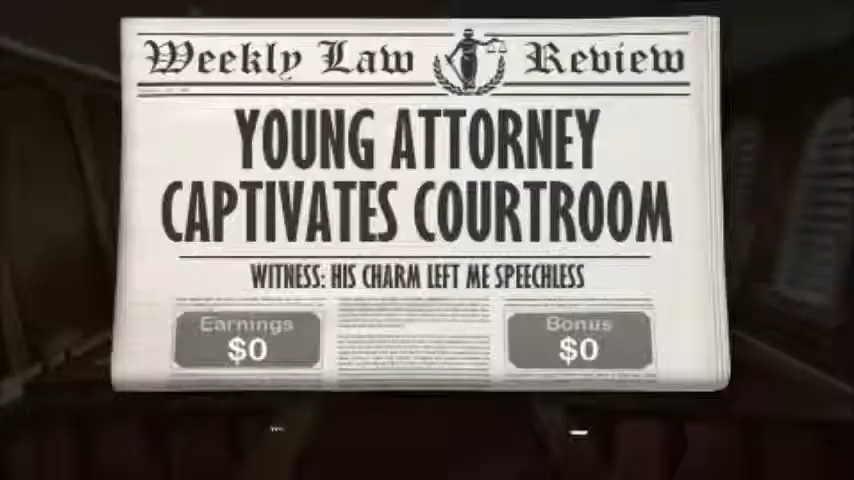 Weekly Law Review
YOUNG ATTORNEY
CAPTIVATES COURTROOM
WITNESS: HIS CHARM LEFT ME SPEECHLESS
Earnings
$0
Bonus
$0